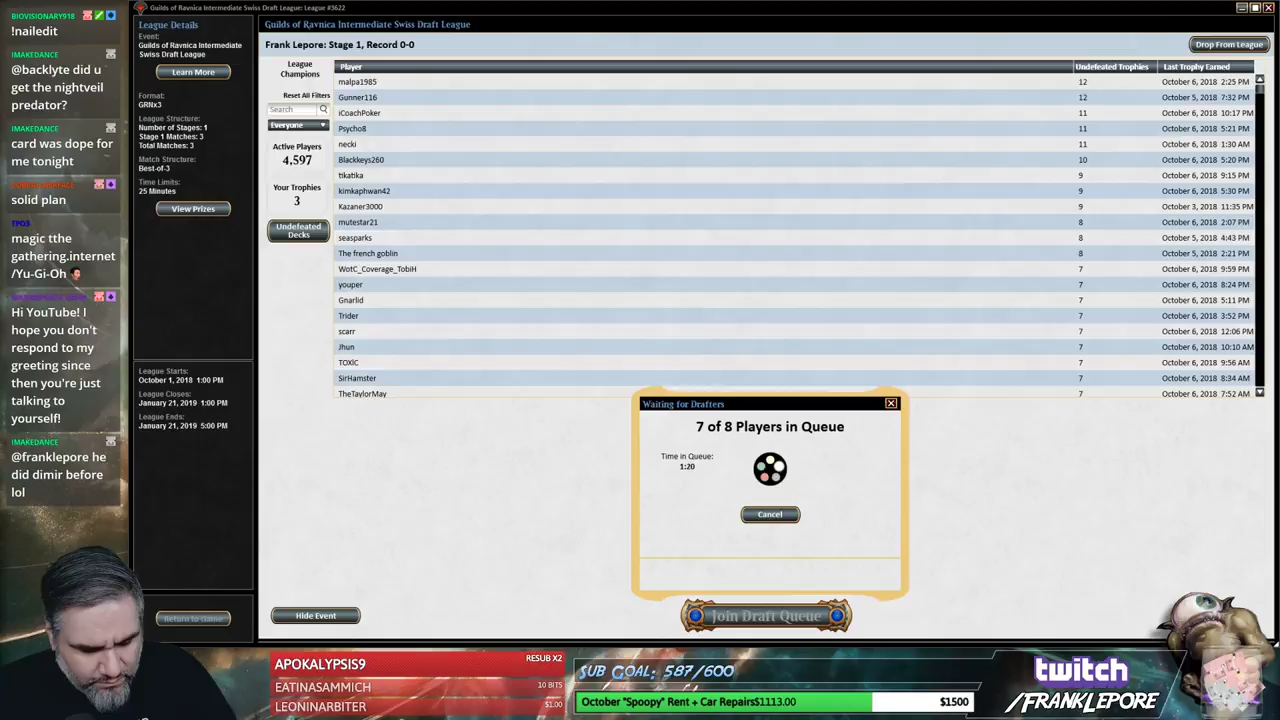 Guilds of Ravnica Intermediate Swiss Draft League: League #3622
BIOVISIONARY918
!nailedit
IMAKEDANCE
@backlyte did u
get the nightveil
predator?
IMAKEDANCE
card was dope for
me tonight
solid plan
TPO3
magic tthe
gathering.internet
/Yu-Gi-Oh
Hi YouTube! I
hope you don't
respond to my
greeting since
then you're just
talking to
yourself!
IMAKEDANCE
@franklepore he
did dimir before
lol
League Details
Event:
Guilds of Ravnica Intermediate
Swiss Draft League
Learn More
Format:
GRNx3
League Structure:
Number of Stages: 1
Stage 1 Matches: 3
Total Matches: 3
Match Structure:
Best-of-3
Time Limits:
25 Minutes
View Prizes
League Starts:
October 1, 2018 1:00 PM
League Closes:
January 21, 2019 1:00 PM
League Ends:
January 21, 2019 5:00 PM
Return to Game
Guilds of Ravnica Intermediate Swiss Draft League
Frank Lepore: Stage 1, Record 0-0
Drop From League
League
Champions
Reset All Filters
Search
Everyone
Active Players
4,597
Your Trophies
3
Undefeated
Decks
Player Undefeated Trophies Last Trophy Earned
malpa1985 12 October 6, 2018 2:25 PM
Gunner116 12 October 5, 2018 7:32 PM
iCoachPoker 11 October 6, 2018 10:17 PM
Psycho8 11 October 6, 2018 5:21 PM
necki 11 October 6, 2018 1:30 AM
Blackkeys260 10 October 6, 2018 5:20 PM
tikatika 9 October 6, 2018 9:15 PM
kimkaphwan42 9 October 6, 2018 5:30 PM
Kazaner3000 9 October 3, 2018 11:35 PM
mutestar21 8 October 6, 2018 2:07 PM
seasparks 8 October 5, 2018 4:43 PM
The french goblin 8 October 5, 2018 2:21 PM
WotC_Coverage_TobiH 7 October 6, 2018 9:59 PM
youper 7 October 6, 2018 8:24 PM
Gnarlid 7 October 6, 2018 5:11 PM
Trider 7 October 6, 2018 3:52 PM
scarr 7 October 6, 2018 12:06 PM
Jhun 7 October 6, 2018 10:10 AM
TOXIC 7 October 6, 2018 9:56 AM
SirHamster 7 October 6, 2018 8:34 AM
TheTaylorMay 7 October 6, 2018 7:52 AM
Waiting for Drafters
7 of 8 Players in Queue
Time in Queue:
1:20
Cancel
Hide Event
Join Draft Queue
APOKALYPSIS9 RESUB X2
EATINASAMMICH 10 BITS
LEONINARBITER $1.00
SUB GOAL: 587/600
October "Spoopy" Rent + Car Repairs$1113.00 $1500
twitch
/FRANKLEPORE